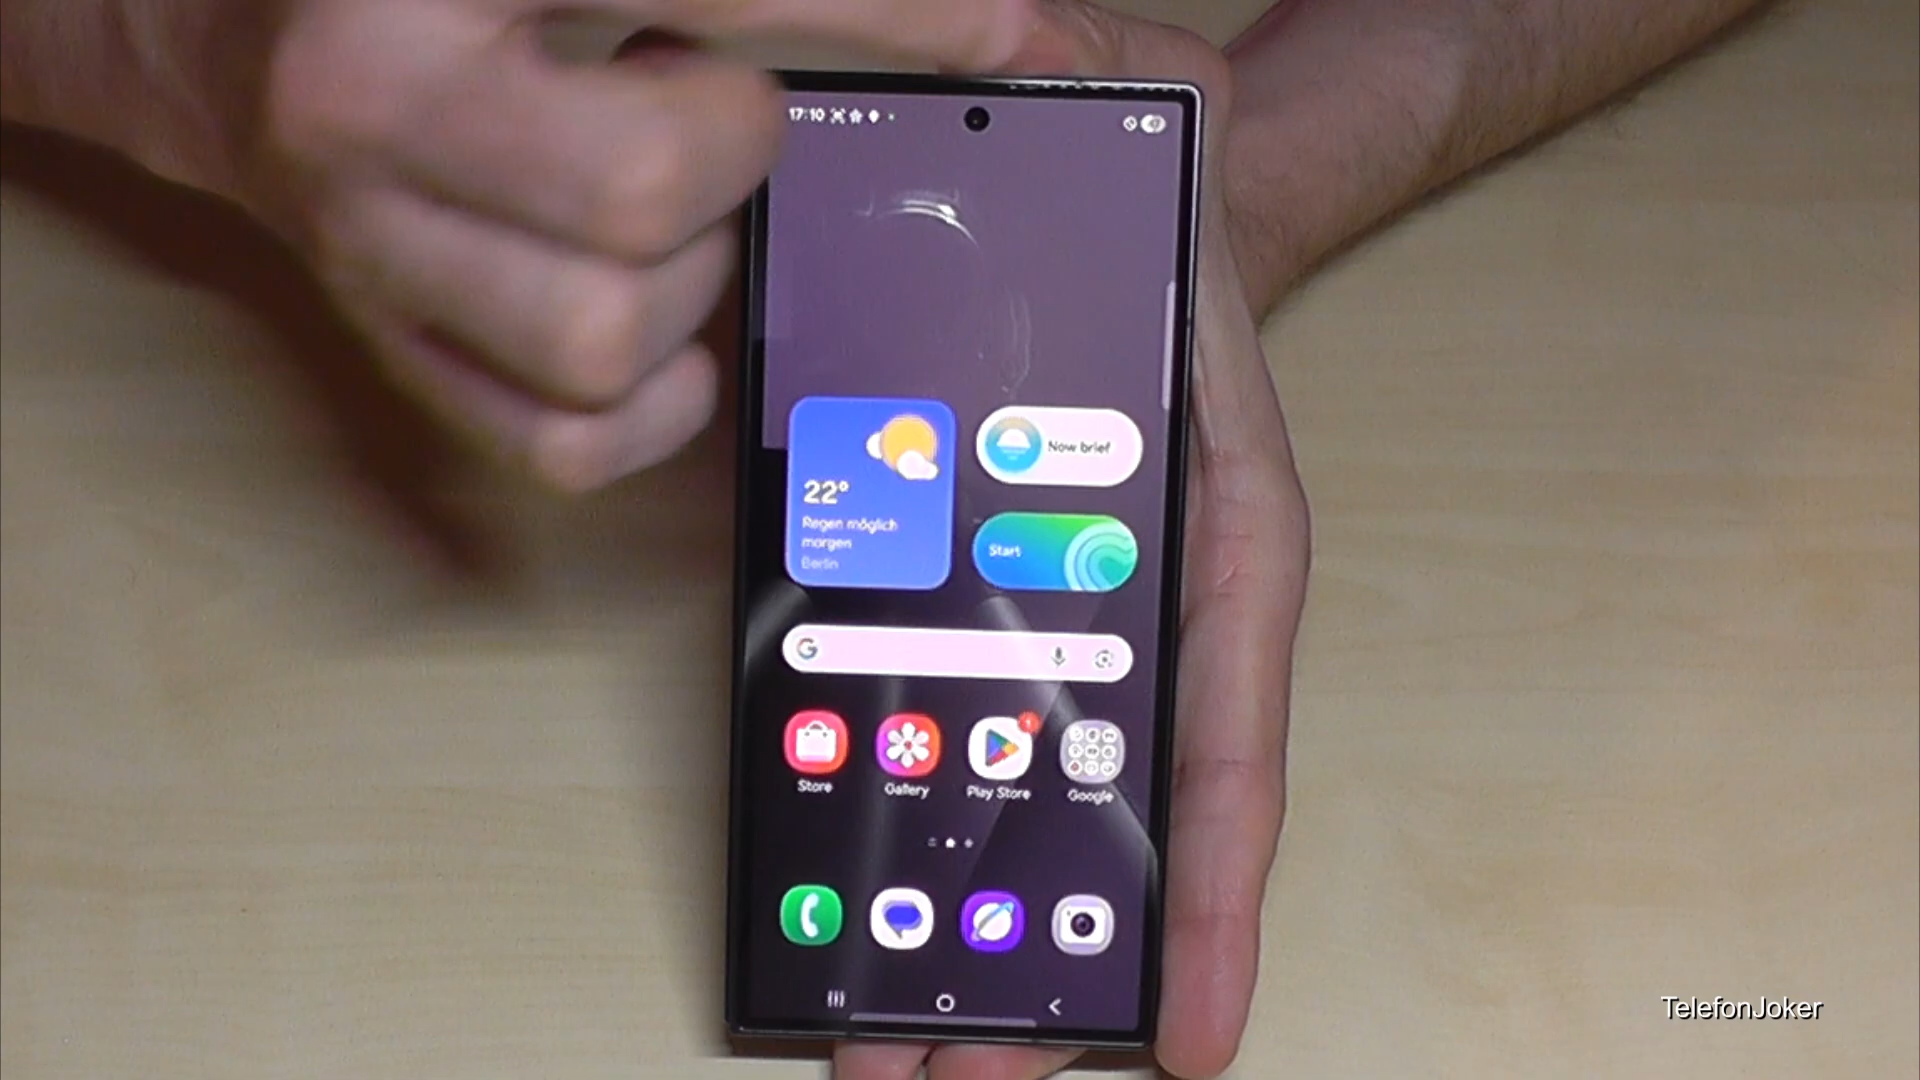 17:10
Now brief
22°
Regen möglich
morgen
Berlin
Start
Store
Gallery
Play Store
Google
TelefonJoker